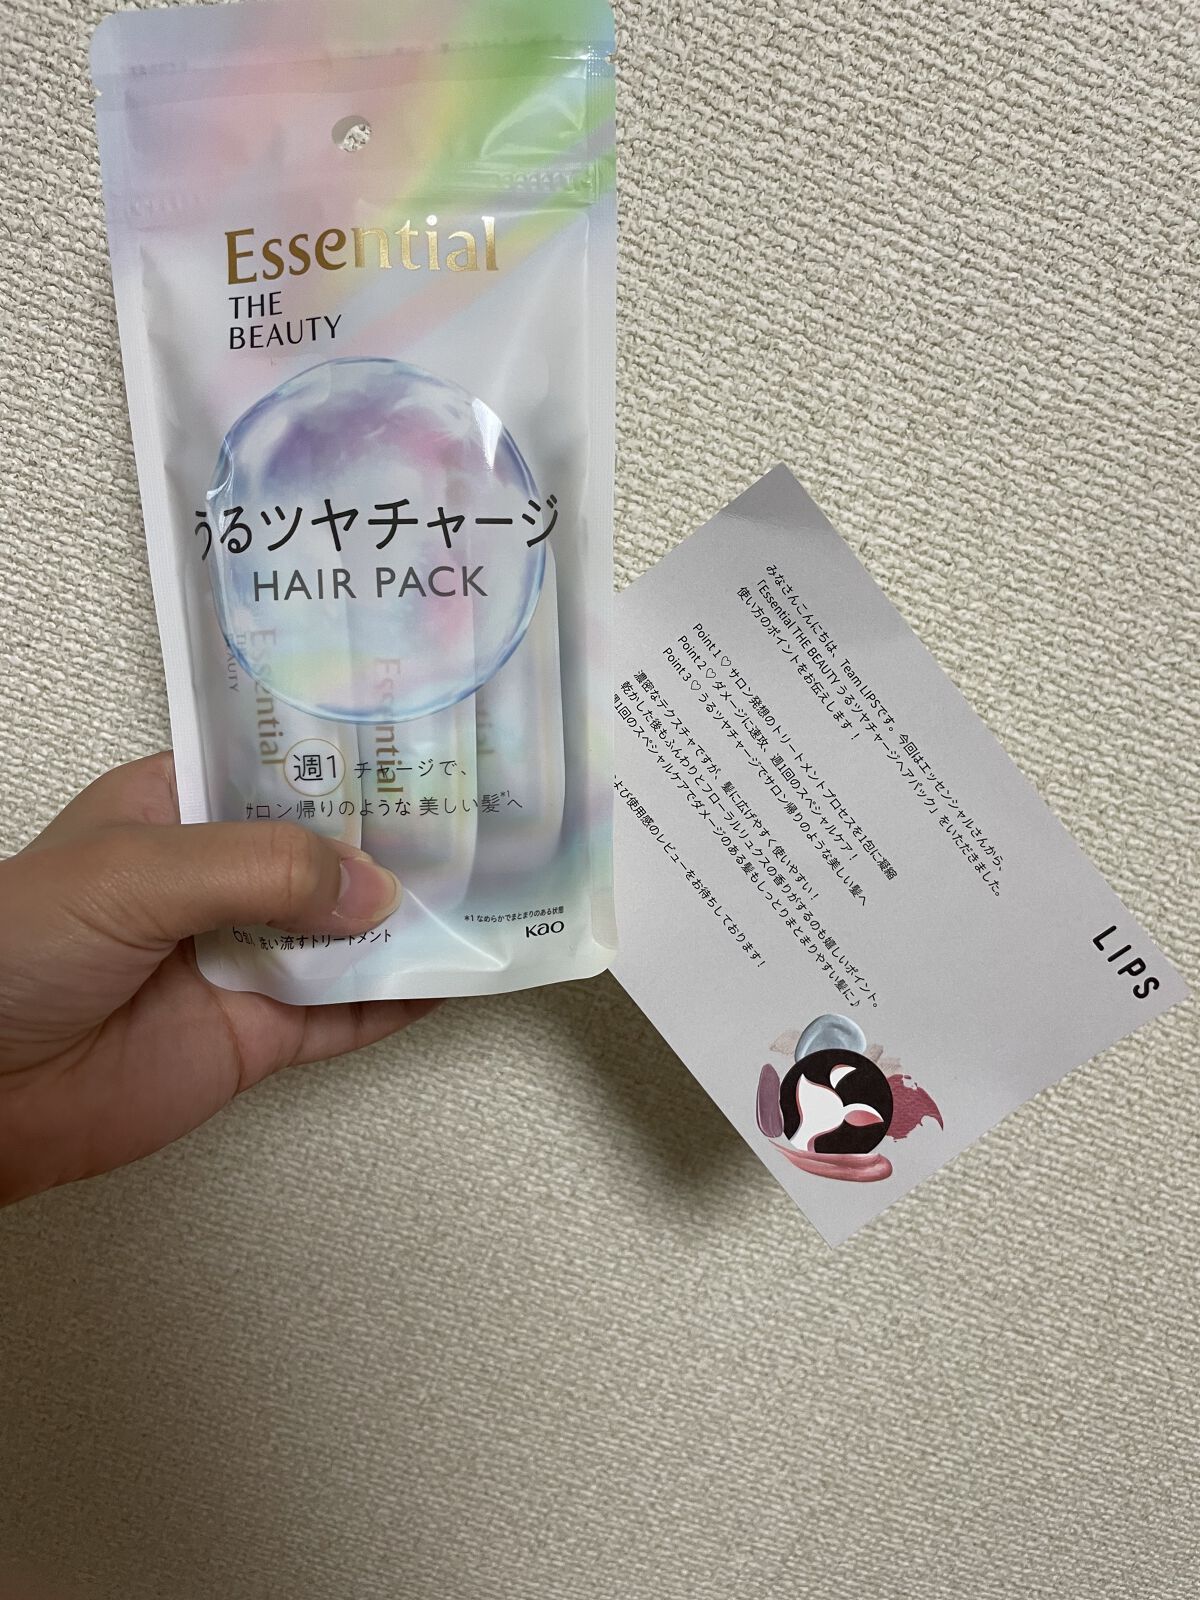 Essential
THE
BEAUTY
うるツヤチャージ
HAIR PACK
Essential
THE
BEAUTY
Essential
週1 チャージで、
サロン帰りのような 美しい髪*1へ
*1 なめらかでまとまりのある状態
6包入 洗い流すトリートメント
Kao
みなさんこんにちは、Team LIPSです。今回はエッセンシャルさんから、
「Essential THE BEAUTY うるツヤチャージヘアパック」をいただきました。
使い方のポイントをお伝えします！
Point 1 ♡ サロン発想のトリートメントプロセスを1包に凝縮
Point 2 ♡ ダメージに速攻、週1回のスペシャルケア！
Point 3 ♡ うるツヤチャージでサロン帰りのような美しい髪へ
濃密なテクスチャですが、髪に広げやすく使いやすい！
乾かした後もふんわりとフローラルリュクスの香りがするのも嬉しいポイント。
週1回のスペシャルケアでダメージのある髪もしっとりまとまりやすい髪に♪
よび使用感のレビューをお待ちしております！
LIPS